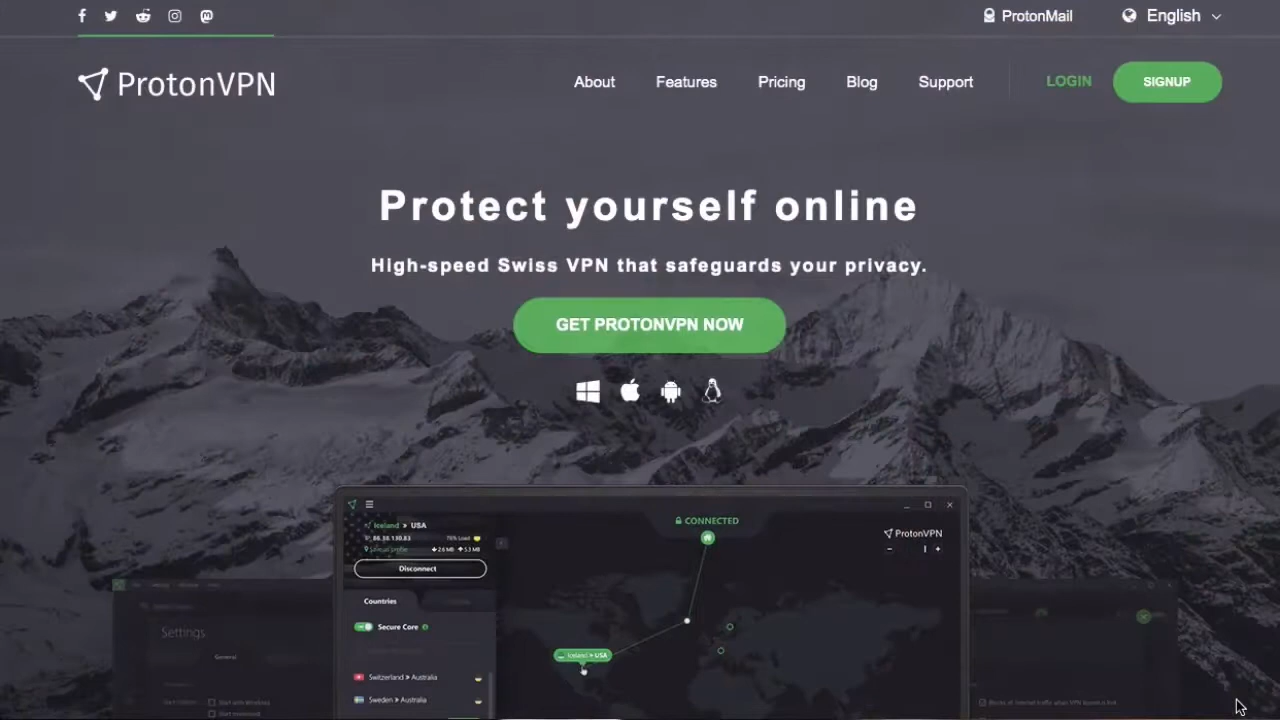 ProtonMail
English
ProtonVPN
About Features Pricing Blog Support LOGIN SIGNUP
Protect yourself online
High-speed Swiss VPN that safeguards your privacy.
GET PROTONVPN NOW
Iceland » USA
CONNECTED
ProtonVPN
Disconnect
Countries
Secure Core
Iceland » USA
Switzerland » Australia
Sweden » Australia
Settings
General